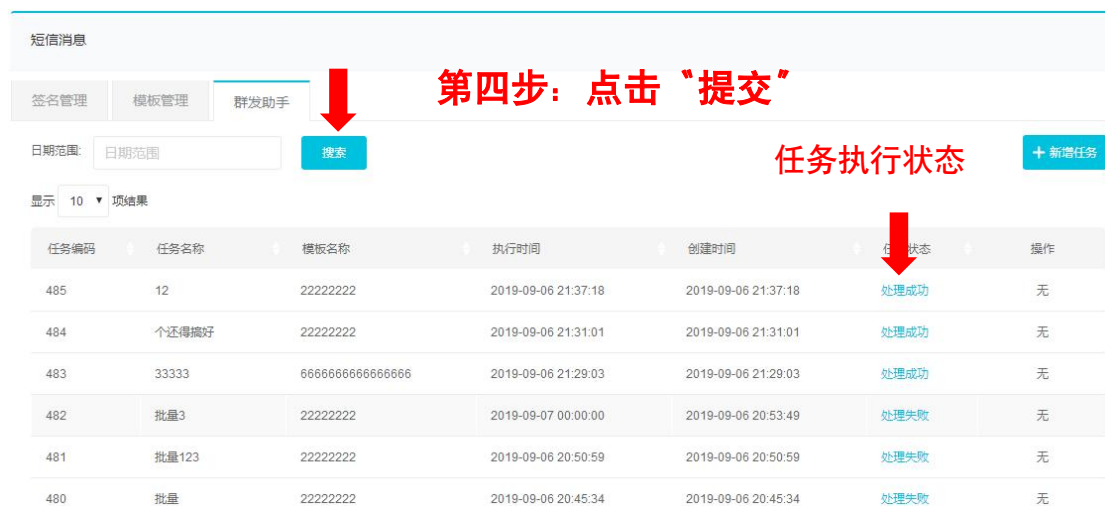 短信消息
第四步：点击〝提交〞
签名管理 模板管理 群发助手
日期范围: 日期范围 搜索 任务执行状态 + 新增任务
显示 10 项结果
任务编码 任务名称 模板名称 执行时间 创建时间 任务状态 操作
485 12 22222222 2019-09-06 21:37:18 2019-09-06 21:37:18 处理成功 无
484 个还得搞好 22222222 2019-09-06 21:31:01 2019-09-06 21:31:01 处理成功 无
483 33333 6666666666666666 2019-09-06 21:29:03 2019-09-06 21:29:03 处理成功 无
482 批量3 22222222 2019-09-07 00:00:00 2019-09-06 20:53:49 处理失败 无
481 批量123 22222222 2019-09-06 20:50:59 2019-09-06 20:50:59 处理失败 无
480 批量 22222222 2019-09-06 20:45:34 2019-09-06 20:45:34 处理失败 无